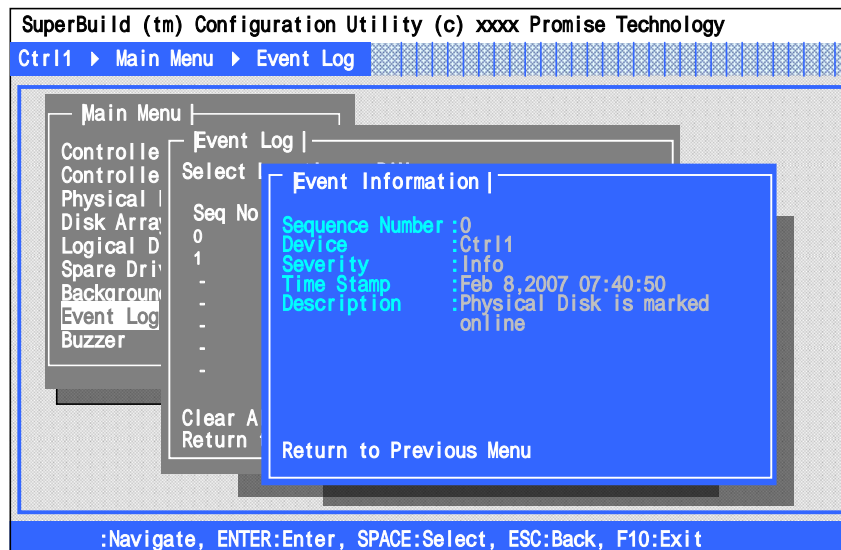 SuperBuild (tm) Configuration Utility (c) xxxx Promise Technology
Ctrl1 ▶ Main Menu ▶ Event Log
Main Menu
Controlle
Controlle
Physical
Disk Arra
Logical D
Spare Dri
Backgroun
Event Log
Buzzer
Event Log
Select
Seq No
0
1
-
-
-
-
-
Clear A
Return
Event Information
Sequence Number :0
Device :Ctrl1
Severity :Info
Time Stamp :Feb 8,2007 07:40:50
Description :Physical Disk is marked
online
Return to Previous Menu
:Navigate, ENTER:Enter, SPACE:Select, ESC:Back, F10:Exit